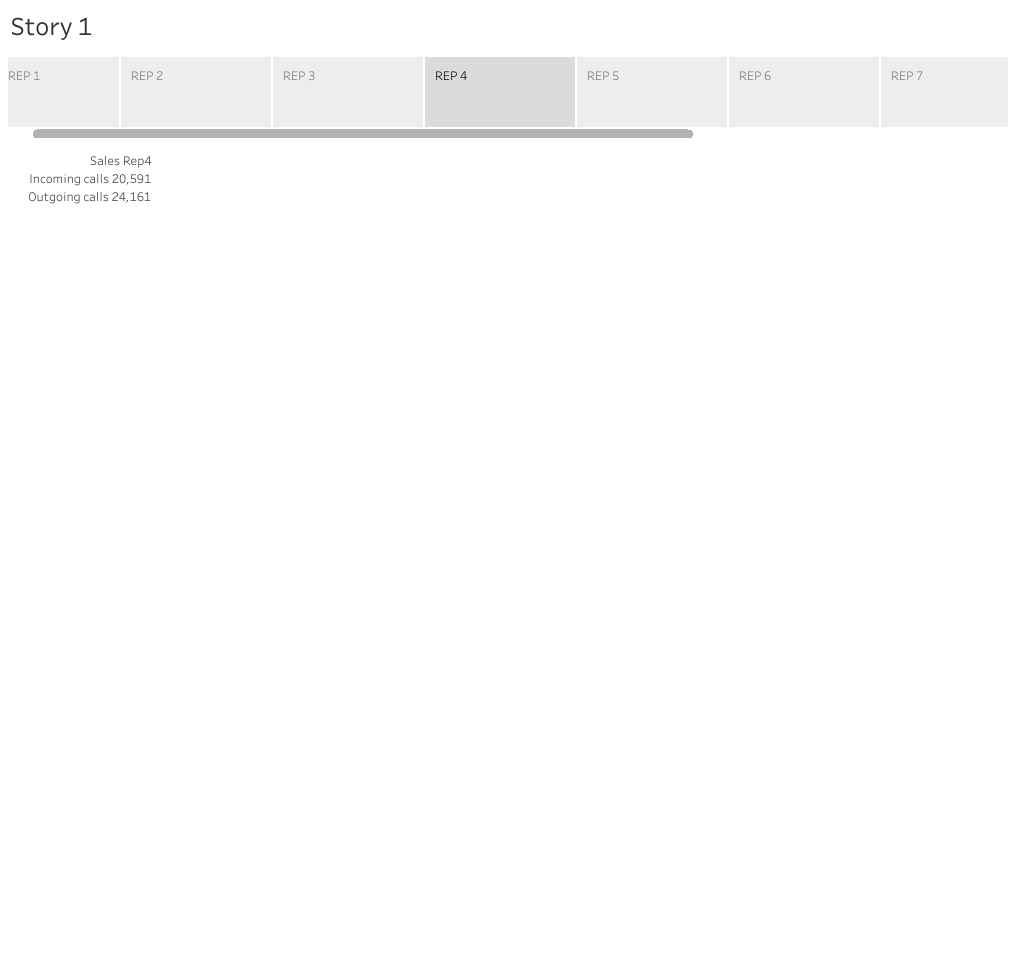 Story 1
REP 1
REP 2
REP 3
REP 4
REP 5
REP 6
REP 7
Sales Rep4
Incoming calls 20,591
Outgoing calls 24,161